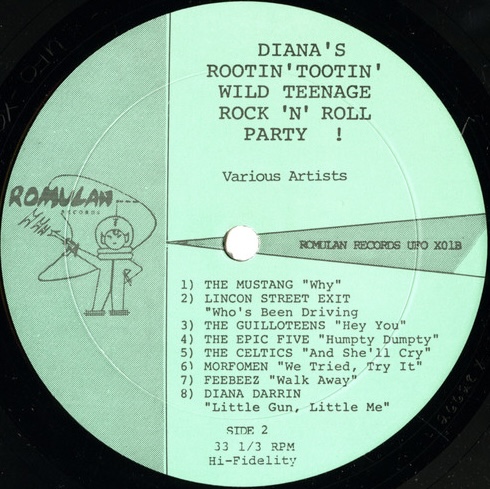 DIANA'S
ROOTIN'TOOTIN'
WILD TEENAGE
ROCK 'N' ROLL
PARTY !
Various Artists
ROMULAN
RECORDS
ROMULAN RECORDS UFO X01B
1) THE MUSTANG "Why"
2) LINCON STREET EXIT
"Who's Been Driving
3) THE GUILLOTEENS "Hey You"
4) THE EPIC FIVE "Humpty Dumpty"
5) THE CELTICS "And She'll Cry"
6) MORFOMEN "We Tried, Try It"
7) FEEBEEZ "Walk Away"
8) DIANA DARRIN
"Little Gun, Little Me"
SIDE 2
33 1/3 RPM
Hi-Fidelity